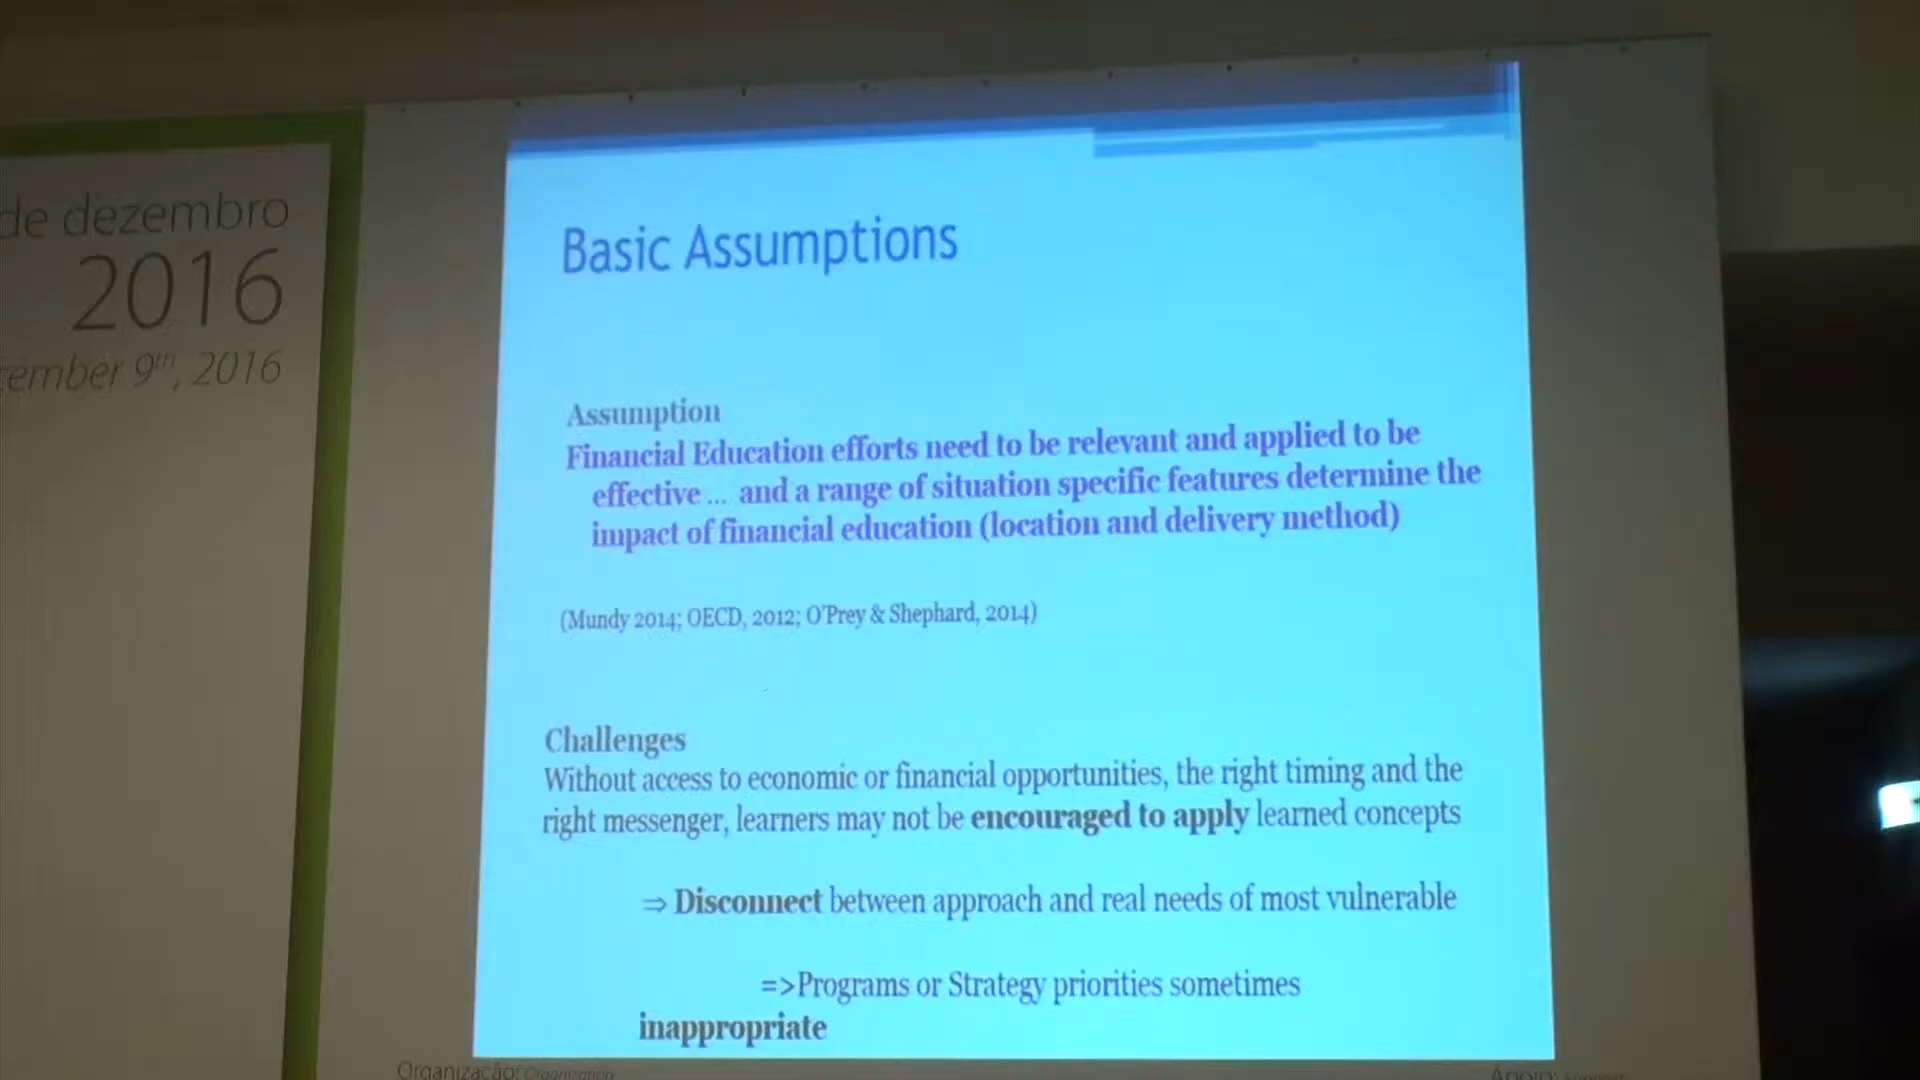 de dezembro
2016
ember 9th, 2016
Basic Assumptions
Assumption
Financial Education efforts need to be relevant and applied to be
effective ... and a range of situation specific features determine the
impact of financial education (location and delivery method)
(Mundy 2014; OECD, 2012; O'Prey & Shephard, 2014)
Challenges
Without access to economic or financial opportunities, the right timing and the
right messenger, learners may not be encouraged to apply learned concepts
⇒ Disconnect between approach and real needs of most vulnerable
=>Programs or Strategy priorities sometimes
inappropriate
Organização: Organization
Apoio: